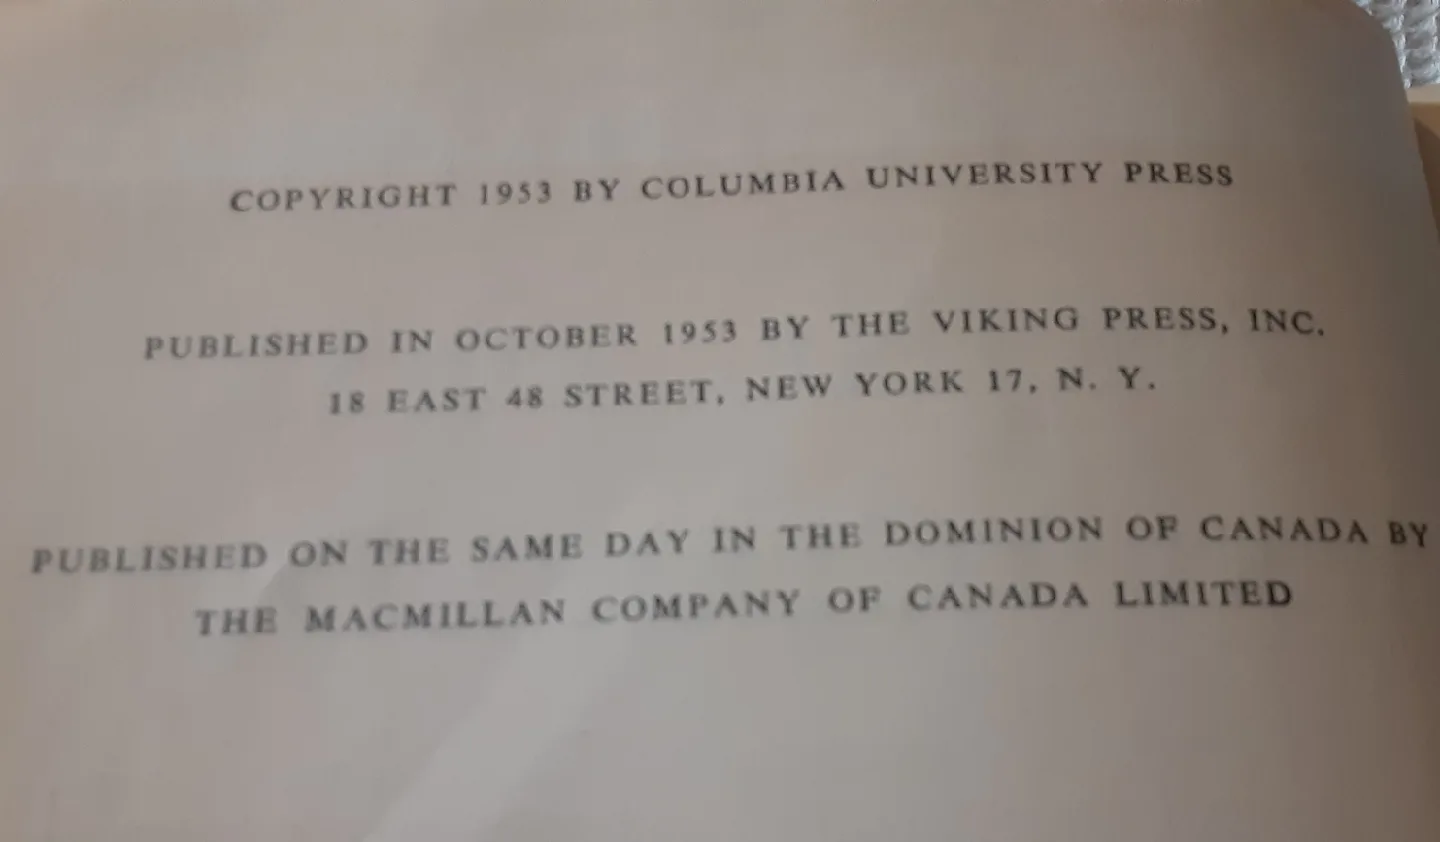 COPYRIGHT 1953 BY COLUMBIA UNIVERSITY PRESS
PUBLISHED IN OCTOBER 1953 BY THE VIKING PRESS, INC.
18 EAST 48 STREET, NEW YORK 17, N. Y.
PUBLISHED ON THE SAME DAY IN THE DOMINION OF CANADA BY
THE MACMILLAN COMPANY OF CANADA LIMITED